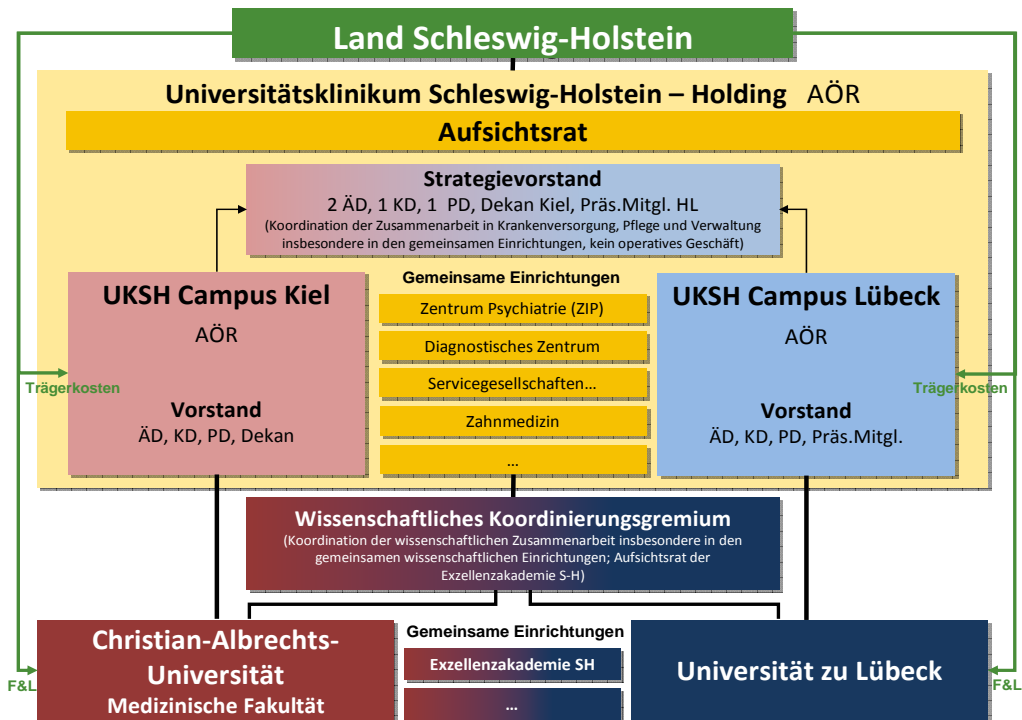 Land Schleswig-Holstein
Universitätsklinikum Schleswig-Holstein – Holding AÖR
Aufsichtsrat
Strategievorstand
2 ÄD, 1 KD, 1 PD, Dekan Kiel, Präs.Mitgl. HL
(Koordination der Zusammenarbeit in Krankenversorgung, Pflege und Verwaltung
insbesondere in den gemeinsamen Einrichtungen, kein operatives Geschäft)
UKSH Campus Kiel
AÖR
Trägerkosten
Vorstand
ÄD, KD, PD, Dekan
Gemeinsame Einrichtungen
Zentrum Psychiatrie (ZIP)
Diagnostisches Zentrum
Servicegesellschaften...
Zahnmedizin
...
UKSH Campus Lübeck
AÖR
Trägerkosten
Vorstand
ÄD, KD, PD, Präs.Mitgl.
Wissenschaftliches Koordinierungsgremium
(Koordination der wissenschaftlichen Zusammenarbeit insbesondere in den
gemeinsamen wissenschaftlichen Einrichtungen; Aufsichtsrat der
Exzellenzakademie S-H)
Christian-Albrechts-
Universität
Medizinische Fakultät
F&L
Gemeinsame Einrichtungen
Exzellenzakademie SH
...
Universität zu Lübeck
F&L